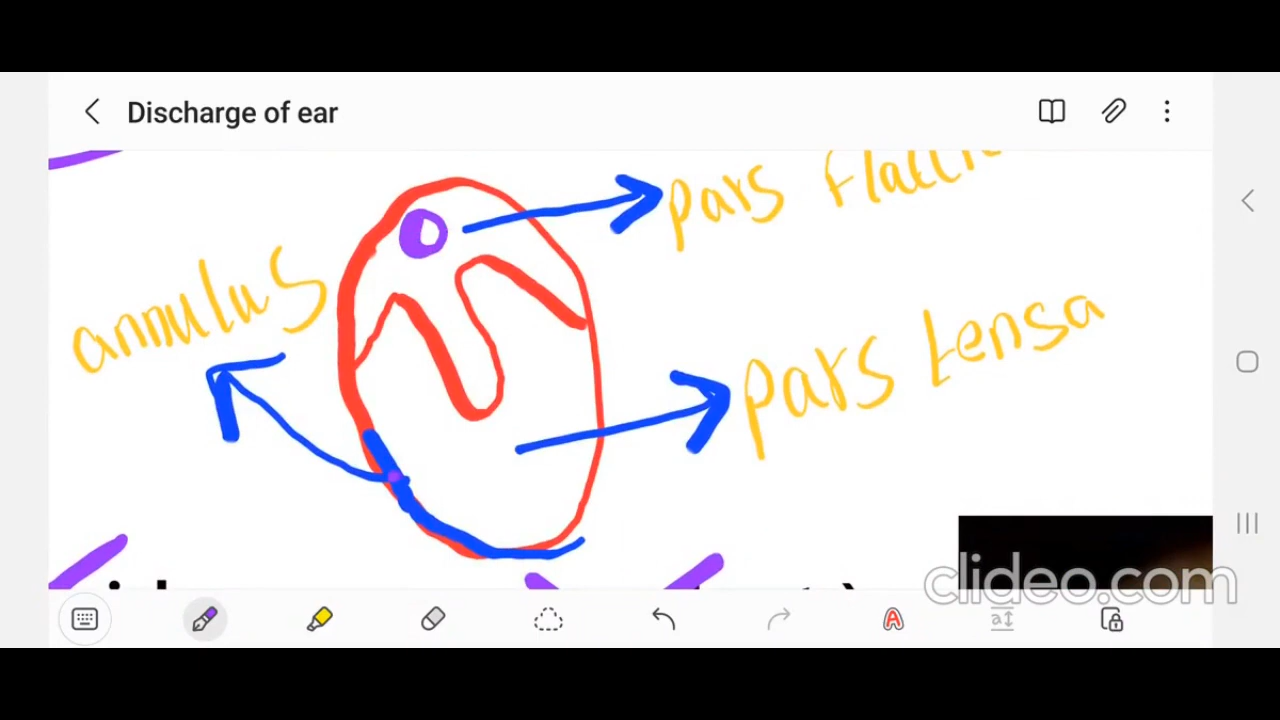 Discharge of ear
pars
annulus
pars tensa
clideo.com